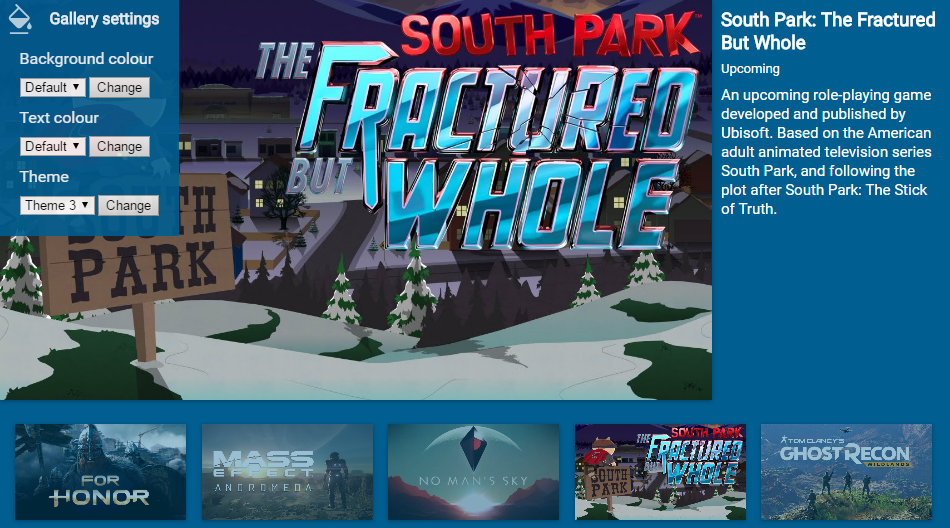 Gallery settings
Background colour
Default
Change
Text colour
Default
Change
Theme
Theme 3
Change
SOUTH PARK™
THE
FRACTURED
BUT
WHOLE
SOUTH
PARK
South Park: The Fractured
But Whole
Upcoming
An upcoming role-playing game
developed and published by
Ubisoft. Based on the American
adult animated television series
South Park, and following the
plot after South Park: The Stick
of Truth.
FOR
HONOR
MASS
EFFECT
ANDROMEDA
NO MAN'S SKY
SOUTH PARK
THE
FRACTURED
BUT
WHOLE
SOUTH
PARK
TOM CLANCY'S
GHOST RECON
WILDLANDS